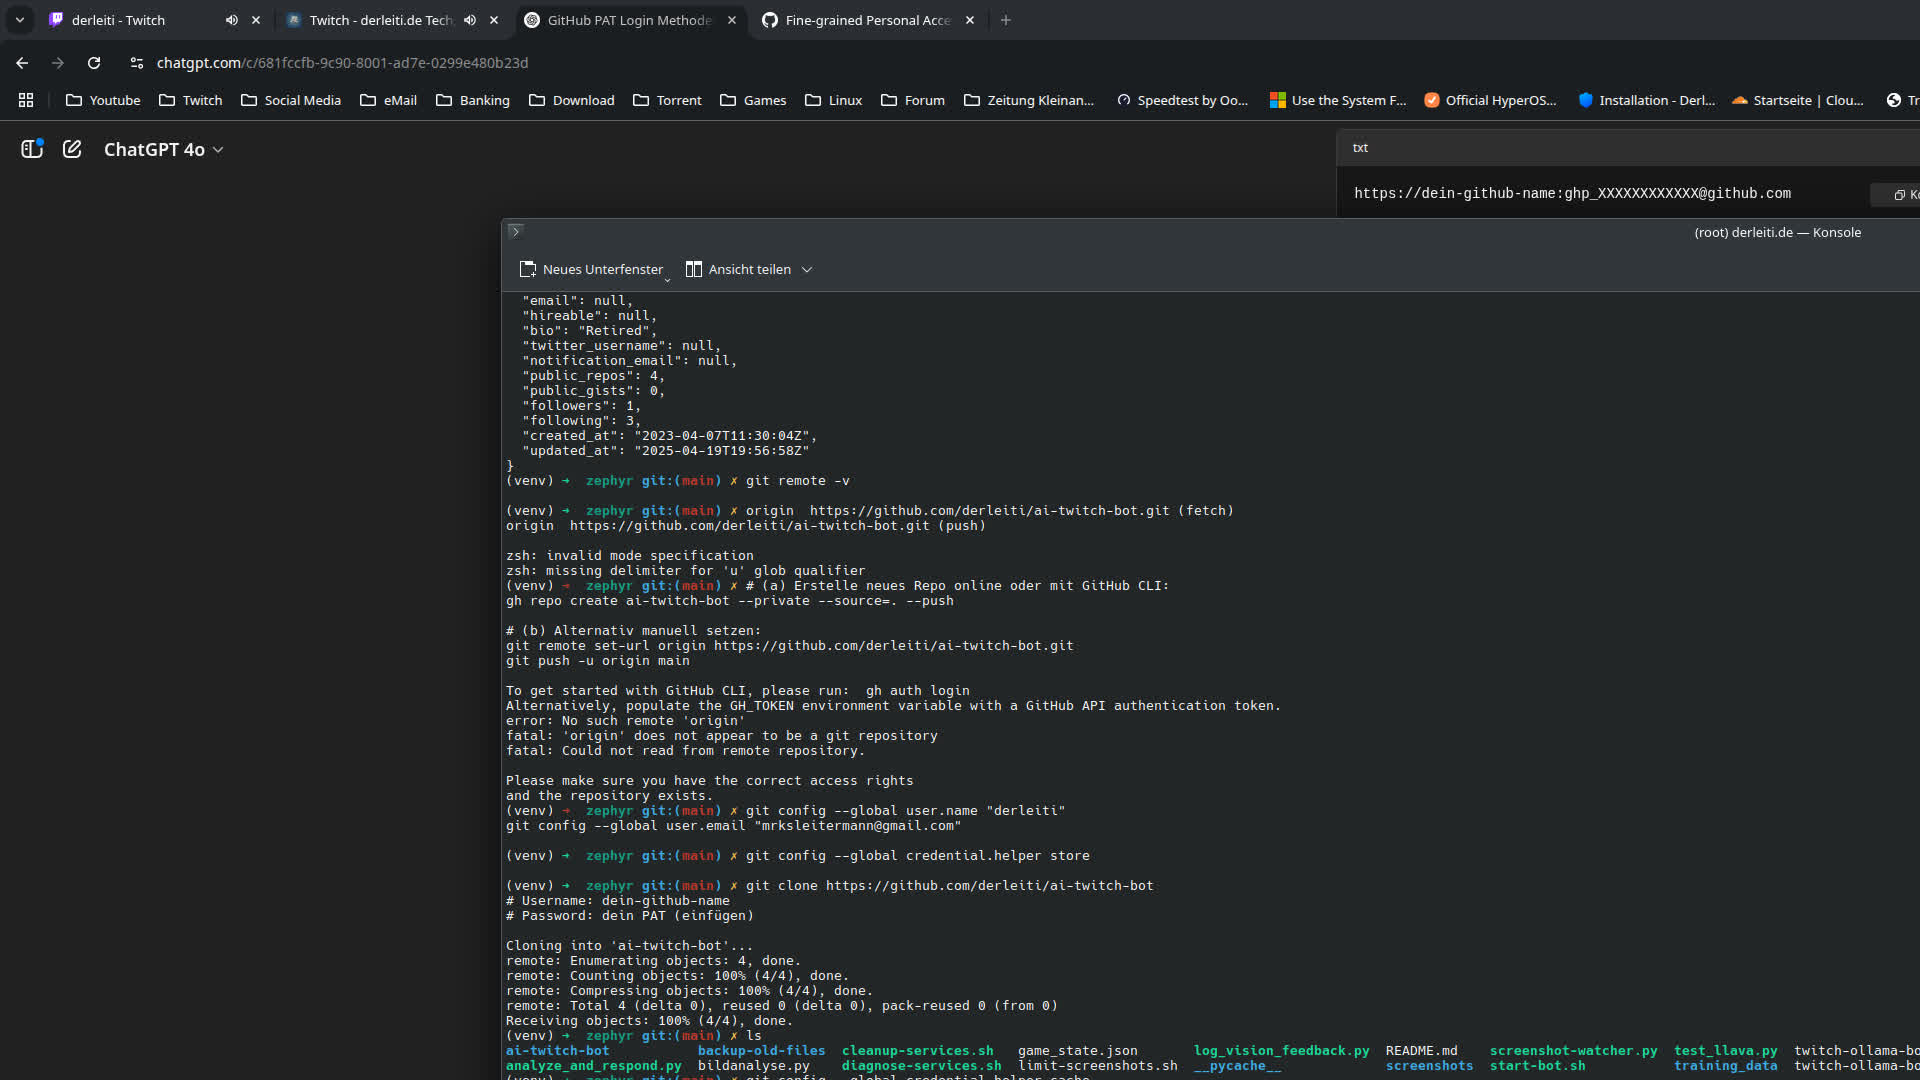 derleiti - Twitch
Twitch - derleiti.de Tech
GitHub PAT Login Methode
Fine-grained Personal Acce
chatgpt.com/c/681fccfb-9c90-8001-ad7e-0299e480b23d
Youtube Twitch Social Media eMail Banking Download Torrent Games Linux Forum Zeitung Kleinan... Speedtest by Oo... Use the System F... Official HyperOS... Installation - Derl... Startseite | Clou... Tr
ChatGPT 4o
txt
https://dein-github-name:ghp_XXXXXXXXXXXX@github.com
Ko
(root) derleiti.de — Konsole
Neues Unterfenster Ansicht teilen
"email": null,
"hireable": null,
"bio": "Retired",
"twitter_username": null,
"notification_email": null,
"public_repos": 4,
"public_gists": 0,
"followers": 1,
"following": 3,
"created_at": "2023-04-07T11:30:04Z",
"updated_at": "2025-04-19T19:56:58Z"
}
(venv) ➜ zephyr git:(main) ✗ git remote -v
(venv) ➜ zephyr git:(main) ✗ origin https://github.com/derleiti/ai-twitch-bot.git (fetch)
origin https://github.com/derleiti/ai-twitch-bot.git (push)
zsh: invalid mode specification
zsh: missing delimiter for 'u' glob qualifier
(venv) ➜ zephyr git:(main) ✗ # (a) Erstelle neues Repo online oder mit GitHub CLI:
gh repo create ai-twitch-bot --private --source=. --push
# (b) Alternativ manuell setzen:
git remote set-url origin https://github.com/derleiti/ai-twitch-bot.git
git push -u origin main
To get started with GitHub CLI, please run: gh auth login
Alternatively, populate the GH_TOKEN environment variable with a GitHub API authentication token.
error: No such remote 'origin'
fatal: 'origin' does not appear to be a git repository
fatal: Could not read from remote repository.
Please make sure you have the correct access rights
and the repository exists.
(venv) ➜ zephyr git:(main) ✗ git config --global user.name "derleiti"
git config --global user.email "mrksleitermann@gmail.com"
(venv) ➜ zephyr git:(main) ✗ git config --global credential.helper store
(venv) ➜ zephyr git:(main) ✗ git clone https://github.com/derleiti/ai-twitch-bot
# Username: dein-github-name
# Password: dein PAT (einfügen)
Cloning into 'ai-twitch-bot'...
remote: Enumerating objects: 4, done.
remote: Counting objects: 100% (4/4), done.
remote: Compressing objects: 100% (4/4), done.
remote: Total 4 (delta 0), reused 0 (delta 0), pack-reused 0 (from 0)
Receiving objects: 100% (4/4), done.
(venv) ➜ zephyr git:(main) ✗ ls
ai-twitch-bot backup-old-files cleanup-services.sh game_state.json log_vision_feedback.py README.md screenshot-watcher.py test_llava.py twitch-ollama-bo
analyze_and_respond.py bildanalyse.py diagnose-services.sh limit-screenshots.sh __pycache__ screenshots start-bot.sh training_data twitch-ollama-bo
(venv) ➜ zephyr git:(main) ✗ git config --global credential.helper cache